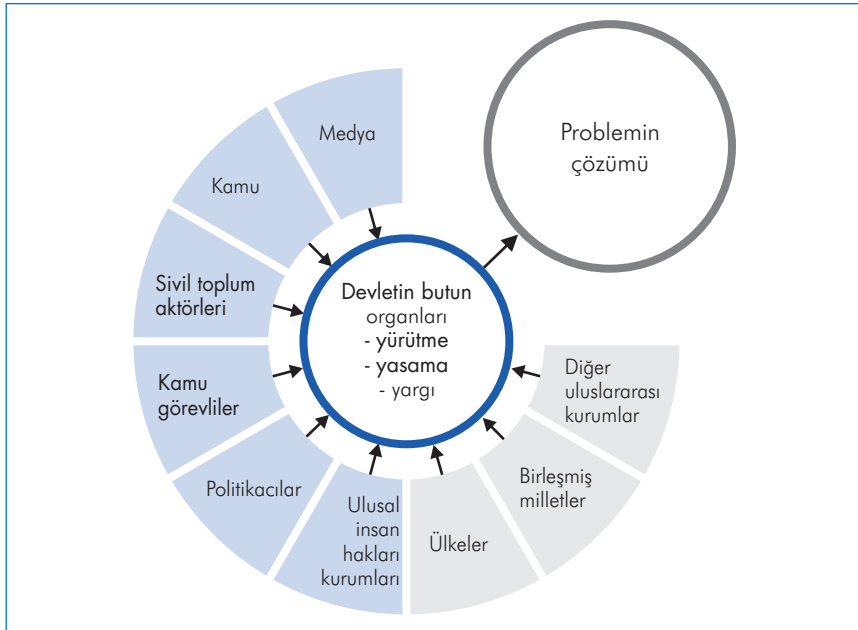 Problemin
çözümü
Medya
Kamu
Sivil toplum
aktörleri
Kamu
görevliler
Politikacılar
Ulusal
insan
hakları
kurumları
Ülkeler
Birleşmiş
milletler
Diğer
uluslararası
kurumlar
Devletin butun
organları
- yürütme
- yasama
- yargı